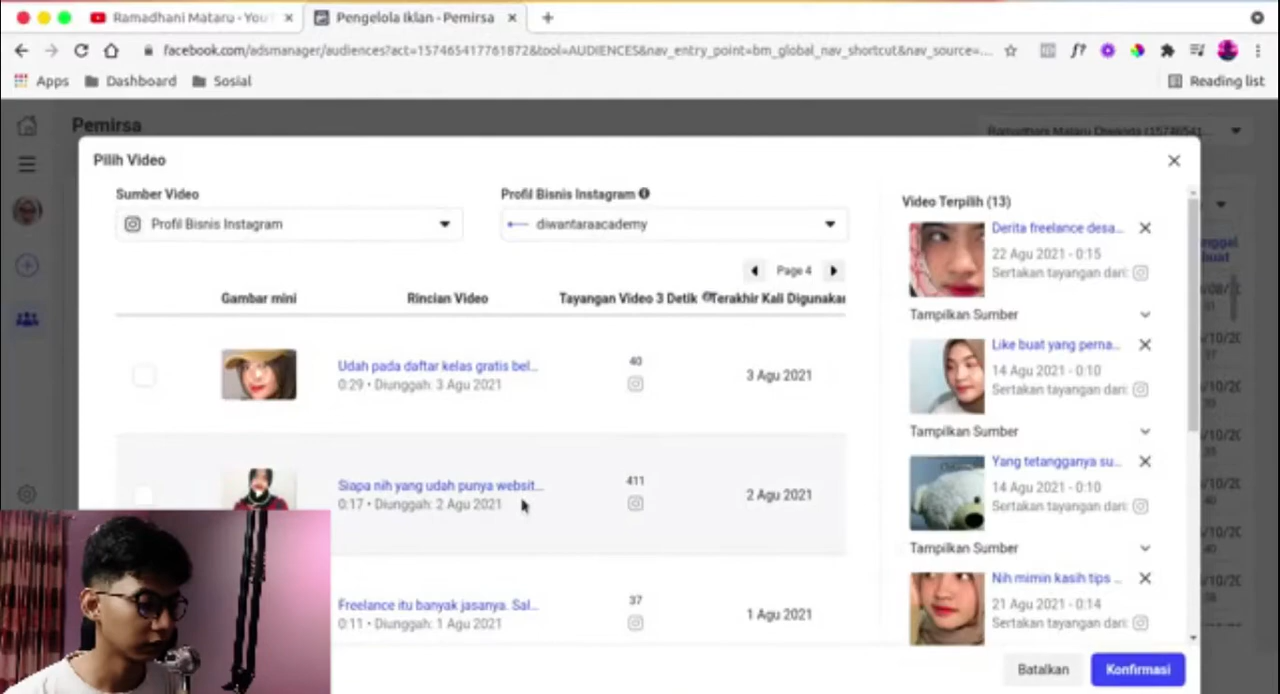 Ramadhani Mataru - You
Pengelola Iklan - Pemirsa
facebook.com/adsmanager/audiences?act=157465417761872&tool=AUDIENCES&nav_entry_point=bm_global_nav_shortcut&nav_source=...
Apps Dashboard Sosial Reading list
Pemirsa
Pilih Video
Sumber Video
Profil Bisnis Instagram
Profil Bisnis Instagram
diwantaraacademy
Page 4
Gambar mini Rincian Video Tayangan Video 3 Detik Terakhir Kali Digunakan
Udah pada daftar kelas gratis bel...
0:29 • Diunggah: 3 Agu 2021
40
3 Agu 2021
Siapa nih yang udah punya websit...
0:17 • Diunggah: 2 Agu 2021
411
2 Agu 2021
Freelance itu banyak jasanya. Sal...
0:11 • Diunggah: 1 Agu 2021
37
1 Agu 2021
Video Terpilih (13)
Derita freelance desa...
22 Agu 2021 - 0:15
Sertakan tayangan dari:
Tampilkan Sumber
Like buat yang perna...
14 Agu 2021 - 0:10
Sertakan tayangan dari:
Tampilkan Sumber
Yang tetangganya su...
14 Agu 2021 - 0:10
Sertakan tayangan dari:
Tampilkan Sumber
Nih mimin kasih tips ...
21 Agu 2021 - 0:14
Sertakan tayangan dari:
Batalkan
Konfirmasi